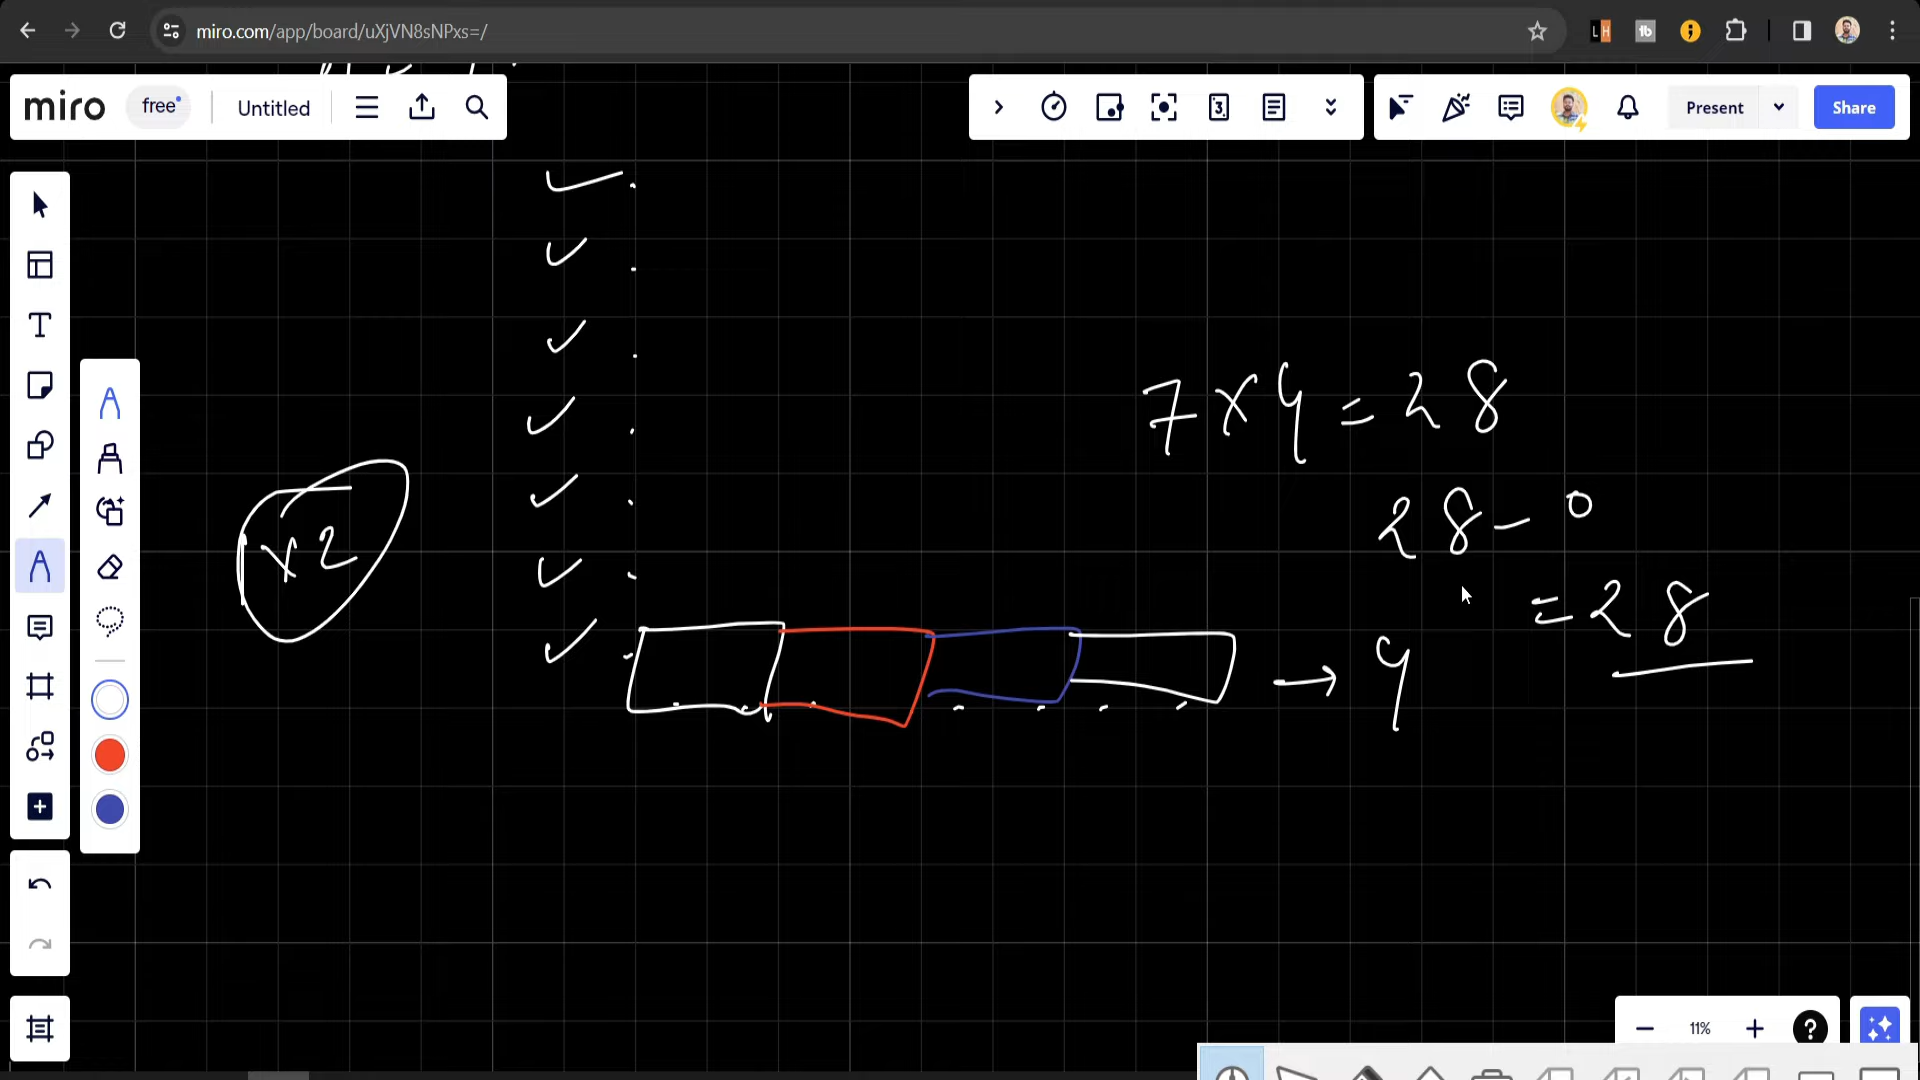 miro.com/app/board/uXjVN8sNPxs=/
miro free Untitled
3
Present Share
7 x 4 = 28
28 - 0
x2
= 28
→ 4
11%